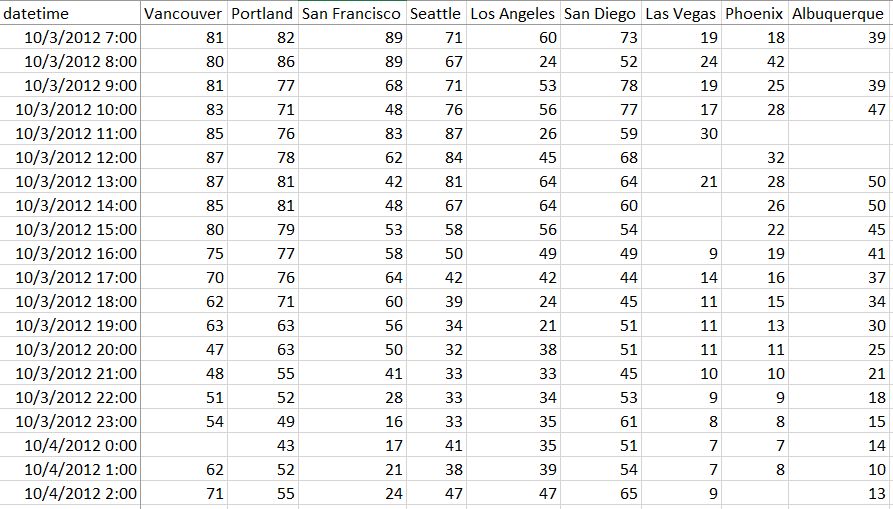 datetime Vancouver Portland San Francisco Seattle Los Angeles San Diego Las Vegas Phoenix Albuquerque
10/3/2012 7:00 81 82 89 71 60 73 19 18 39
10/3/2012 8:00 80 86 89 67 24 52 24 42
10/3/2012 9:00 81 77 68 71 53 78 19 25 39
10/3/2012 10:00 83 71 48 76 56 77 17 28 47
10/3/2012 11:00 85 76 83 87 26 59 30
10/3/2012 12:00 87 78 62 84 45 68 32
10/3/2012 13:00 87 81 42 81 64 64 21 28 50
10/3/2012 14:00 85 81 48 67 64 60 26 50
10/3/2012 15:00 80 79 53 58 56 54 22 45
10/3/2012 16:00 75 77 58 50 49 49 9 19 41
10/3/2012 17:00 70 76 64 42 42 44 14 16 37
10/3/2012 18:00 62 71 60 39 24 45 11 15 34
10/3/2012 19:00 63 63 56 34 21 51 11 13 30
10/3/2012 20:00 47 63 50 32 38 51 11 11 25
10/3/2012 21:00 48 55 41 33 33 45 10 10 21
10/3/2012 22:00 51 52 28 33 34 53 9 9 18
10/3/2012 23:00 54 49 16 33 35 61 8 8 15
10/4/2012 0:00 43 17 41 35 51 7 7 14
10/4/2012 1:00 62 52 21 38 39 54 7 8 10
10/4/2012 2:00 71 55 24 47 47 65 9 13